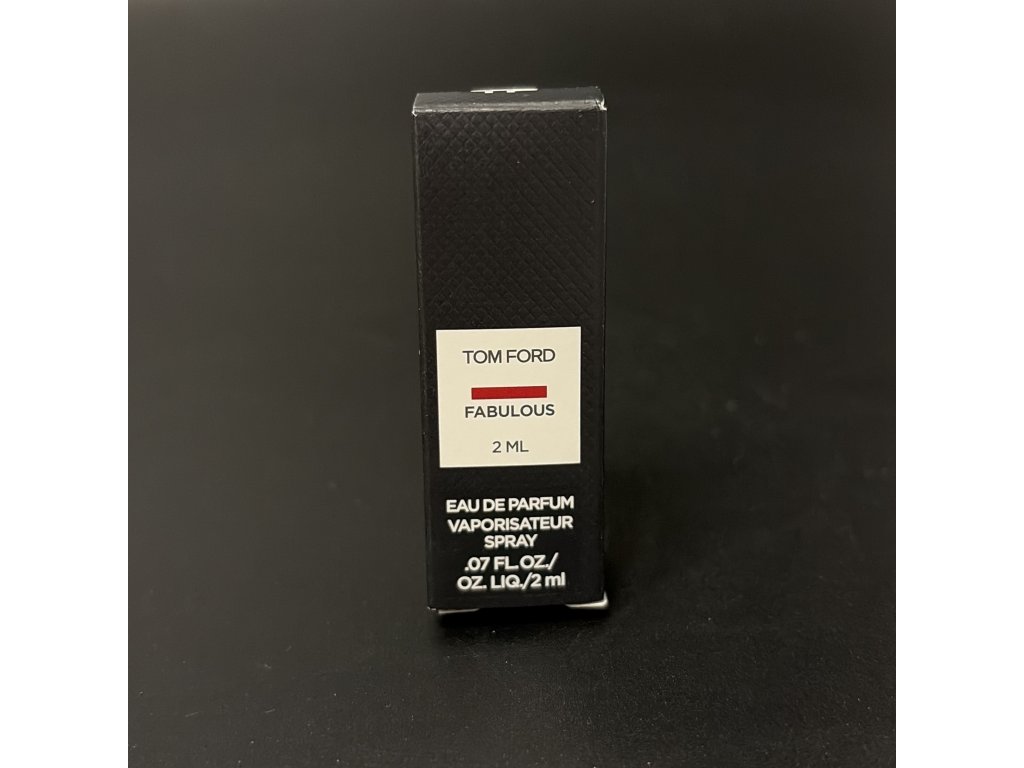 TOM FORD
FABULOUS
2 ML
EAU DE PARFUM
VAPORISATEUR
SPRAY
.07 FL.OZ./
OZ. LIQ./2 ml